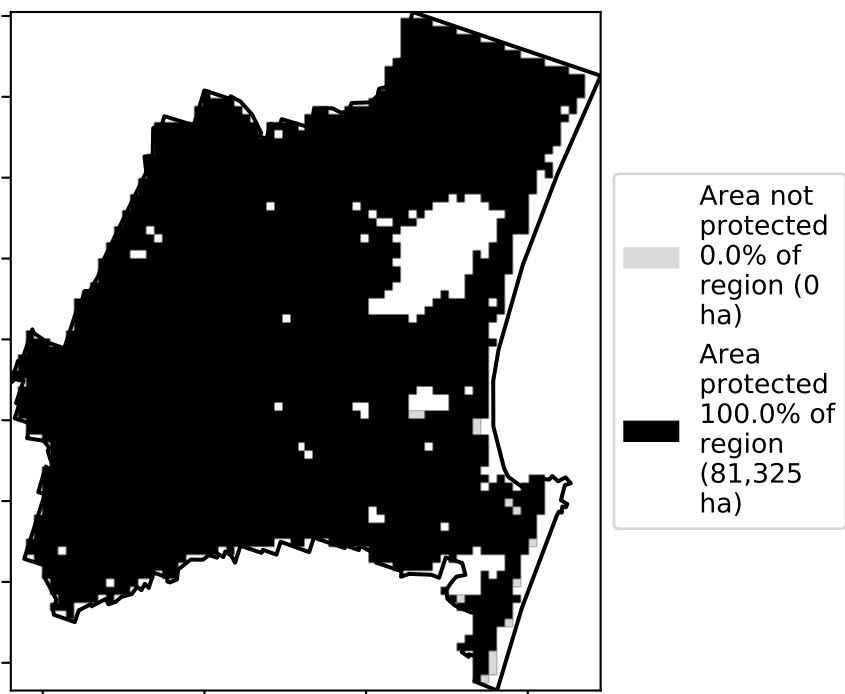 Area not
protected
0.0% of
region (0
ha)
Area
protected
100.0% of
region
(81,325
ha)